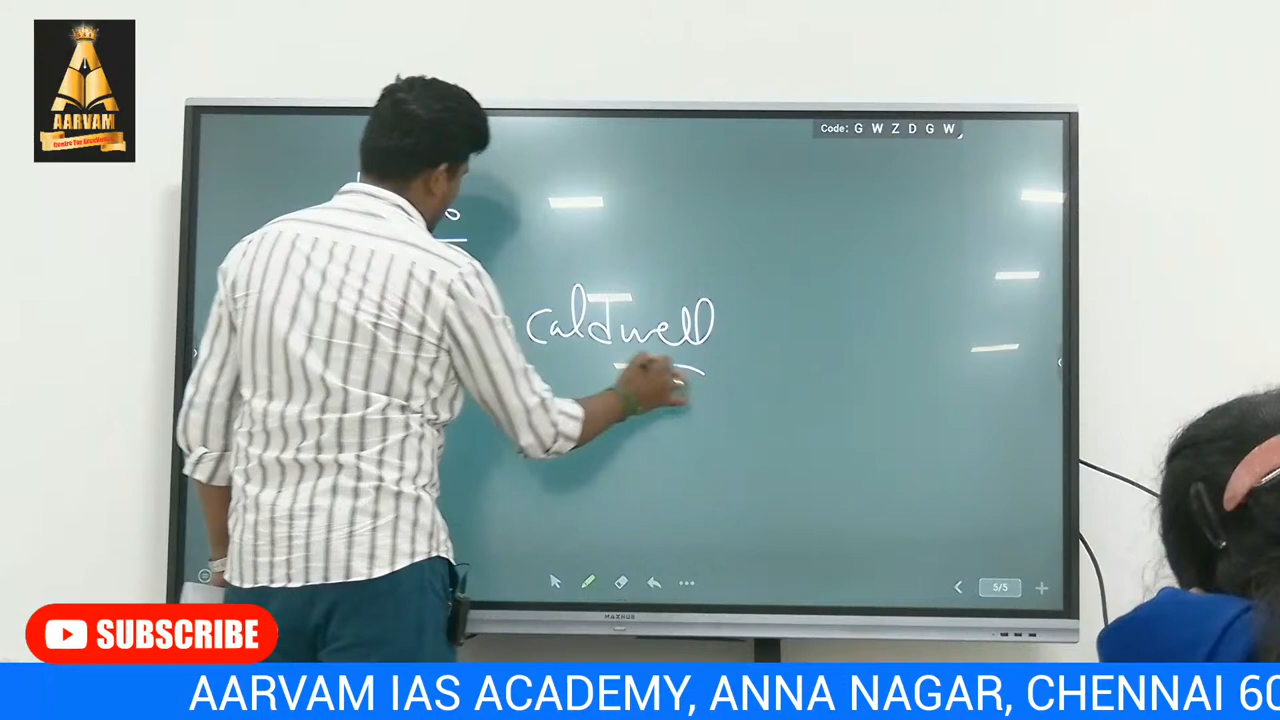 AARVAM
Code: G W Z D G W
caldwell
5/5
MAXHUB
SUBSCRIBE
AARVAM IAS ACADEMY, ANNA NAGAR, CHENNAI 60